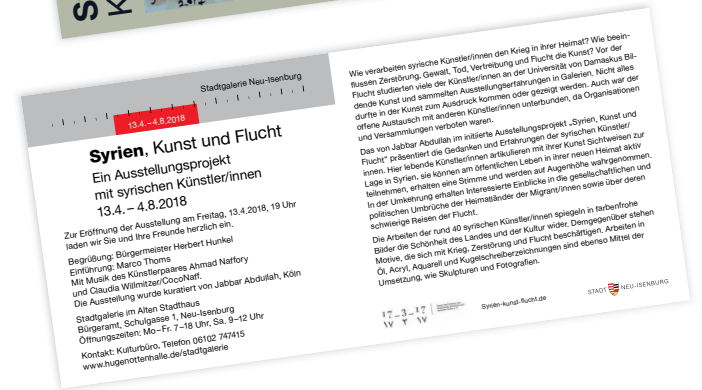 S
K
Stadtgalerie Neu-Isenburg
13.4. – 4.8.2018
Syrien, Kunst und Flucht
Ein Ausstellungsprojekt
mit syrischen Künstler/innen
13.4. – 4.8.2018
Zur Eröffnung der Ausstellung am Freitag, 13.4.2018, 19 Uhr
laden wir Sie und Ihre Freunde herzlich ein.
Begrüßung: Bürgermeister Herbert Hunkel
Einführung: Marco Thoms
Mit Musik des Künstlerpaares Ahmad Naffory
und Claudia Willmitzer/CocoNaff.
Die Ausstellung wurde kuratiert von Jabbar Abdullah, Köln
Stadtgalerie im Alten Stadthaus
Bürgeramt, Schulgasse 1, Neu-Isenburg
Öffnungszeiten: Mo–Fr. 7–18 Uhr, Sa. 9–12 Uhr
Kontakt: Kulturbüro, Telefon 06102 747415
www.hugenottenhalle.de/stadtgalerie
Wie verarbeiten syrische Künstler/innen den Krieg in ihrer Heimat? Wie beein-
flussen Zerstörung, Gewalt, Tod, Vertreibung und Flucht die Kunst? Vor der
Flucht studierten viele der Künstler/innen an der Universität von Damaskus Bil-
dende Kunst und sammelten Ausstellungserfahrungen in Galerien. Nicht alles
durfte in der Kunst zum Ausdruck kommen oder gezeigt werden. Auch war der
offene Austausch mit anderen Künstler/innen unterbunden, da Organisationen
und Versammlungen verboten waren.
Das von Jabbar Abdullah im initiierte Ausstellungsprojekt „Syrien, Kunst und
Flucht" präsentiert die Gedanken und Erfahrungen der syrischen Künstler/
innen. Hier lebende Künstler/innen artikulieren mit ihrer Kunst Sichtweisen zur
Lage in Syrien, sie können am öffentlichen Leben in ihrer neuen Heimat aktiv
teilnehmen, erhalten eine Stimme und werden auf Augenhöhe wahrgenommen.
In der Umkehrung erhalten Interessierte Einblicke in die gesellschaftlichen und
politischen Umbrüche der Heimatländer der Migrant/innen sowie über deren
schwierige Reisen der Flucht.
Die Arbeiten der rund 40 syrischen Künstler/innen spiegeln in farbenfrohe
Bilder die Schönheit des Landes und der Kultur wider. Demgegenüber stehen
Motive, die sich mit Krieg, Zerstörung und Flucht beschäftigen. Arbeiten in
Öl, Acryl, Aquarell und Kugelschreiberzeichnungen sind ebenso Mittel der
Umsetzung, wie Skulpturen und Fotografien.
17–3–17
١٧ ٣ ١٧
Syrien-kunst-flucht.de
STADT NEU-ISENBURG